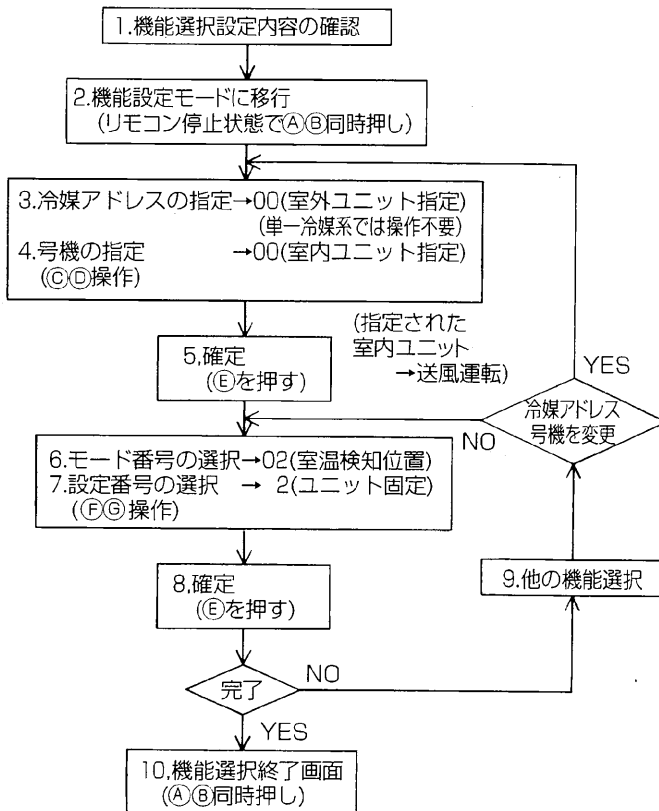 1.機能選択設定内容の確認
2.機能設定モードに移行
(リモコン停止状態でⒶⒷ同時押し)
3.冷媒アドレスの指定→00(室外ユニット指定)
(単一冷媒系では操作不要)
4.号機の指定 →00(室内ユニット指定)
(ⒸⒹ操作)
(指定された
室内ユニット
→送風運転)
5,確定
(Ⓔを押す)
YES
冷媒アドレス
号機を変更
NO
6.モード番号の選択→02(室温検知位置)
7.設定番号の選択 → 2(ユニット固定)
(ⒻⒼ操作)
8,確定
(Ⓔを押す)
9.他の機能選択
完了
NO
YES
10,機能選択終了画面
(ⒶⒷ同時押し)